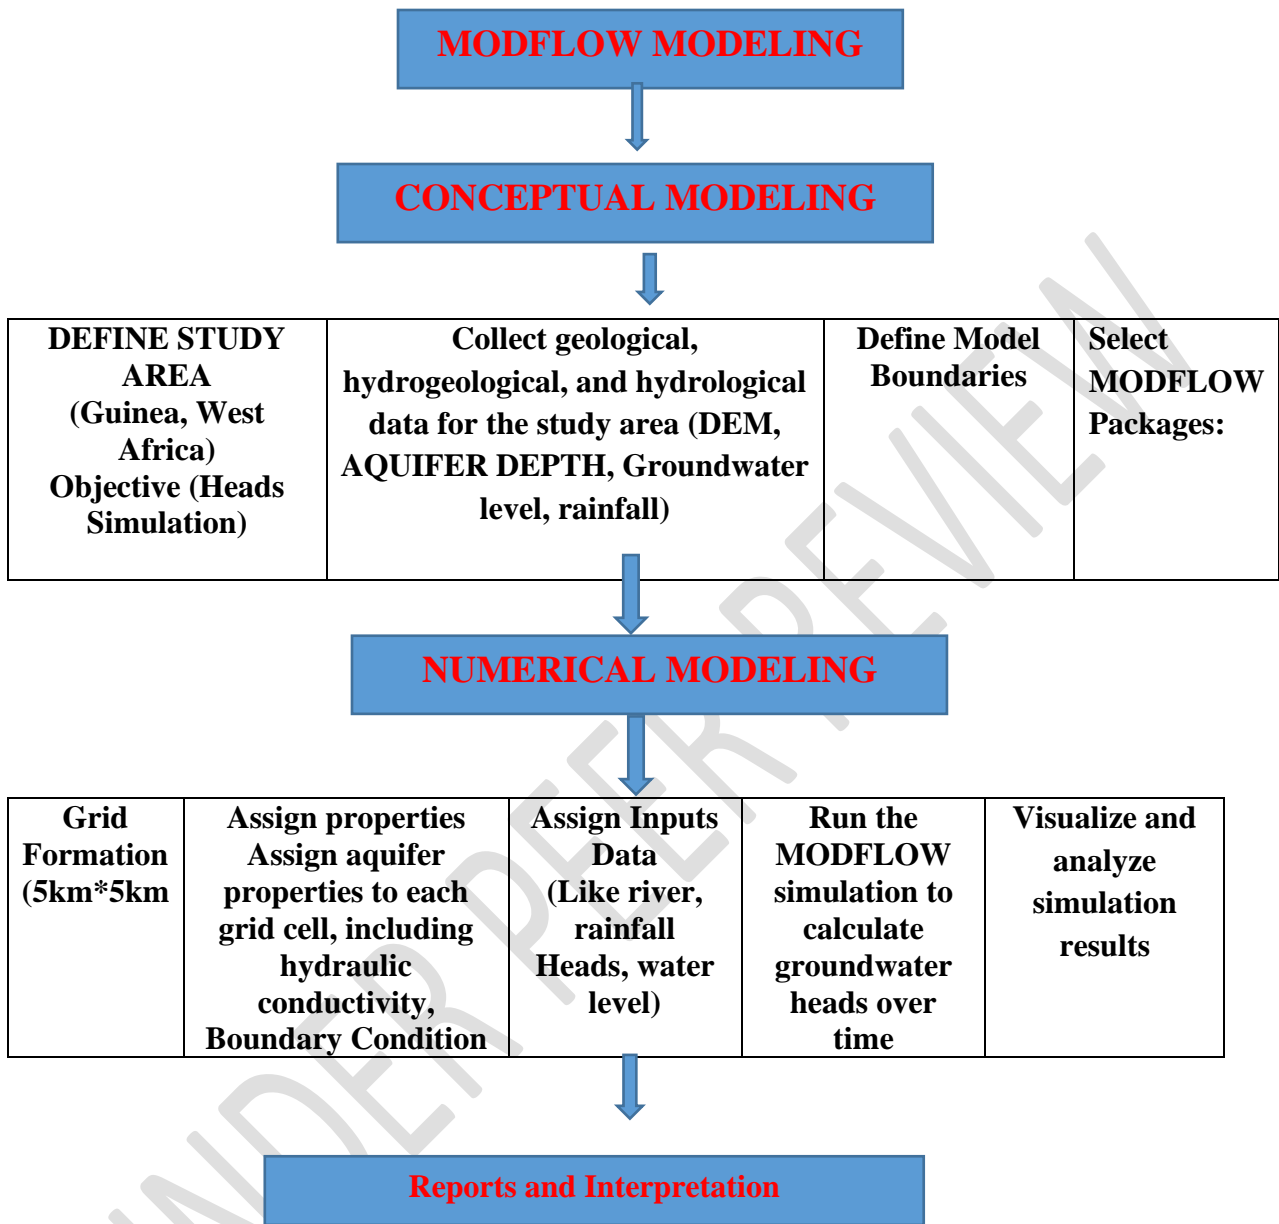 MODFLOW MODELING
CONCEPTUAL MODELING
DEFINE STUDY
AREA
(Guinea, West
Africa)
Objective (Heads
Simulation)
Collect geological,
hydrogeological, and hydrological
data for the study area (DEM,
AQUIFER DEPTH, Groundwater
level, rainfall)
Define Model
Boundaries
Select
MODFLOW
Packages:
NUMERICAL MODELING
Grid
Formation
(5km*5km
Assign properties
Assign aquifer
properties to each
grid cell, including
hydraulic
conductivity,
Boundary Condition
Assign Inputs
Data
(Like river,
rainfall
Heads, water
level)
Run the
MODFLOW
simulation to
calculate
groundwater
heads over
time
Visualize and
analyze
simulation
results
Reports and Interpretation
UNDER PEER REVIEW